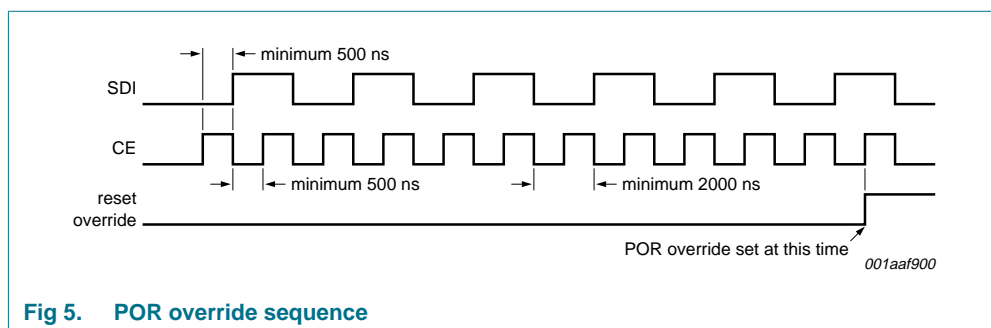 minimum 500 ns
SDI
CE
minimum 500 ns
minimum 2000 ns
reset
override
POR override set at this time
001aaf900
Fig 5. POR override sequence